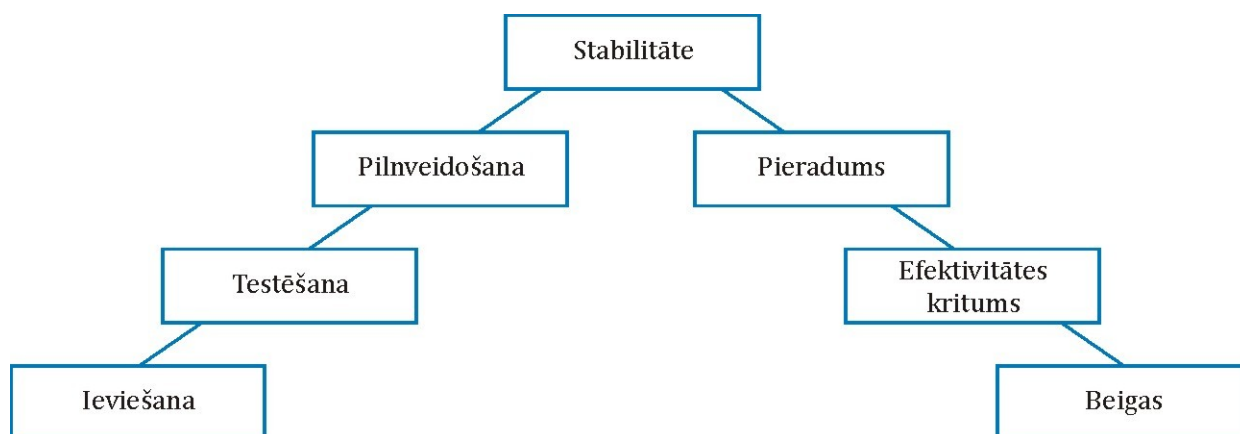 Stabilitāte
Pilnveidošana
Pieradums
Testēšana
Efektivitātes
kritums
Ieviešana
Beigas